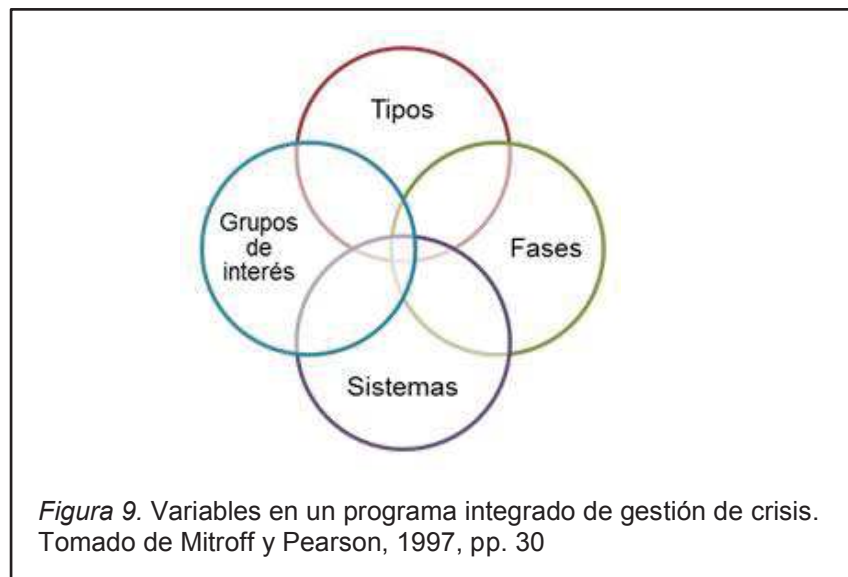 Tipos
Grupos
de
interés
Fases
Sistemas
Figura 9. Variables en un programa integrado de gestión de crisis.
Tomado de Mitroff y Pearson, 1997, pp. 30